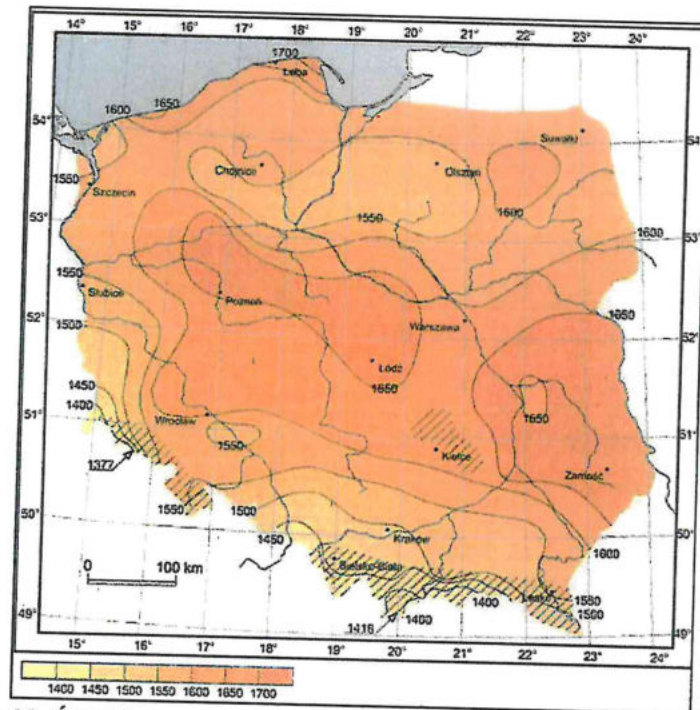 14° 15° 16° 17° 18° 19° 20° 21° 22° 23° 24°
1700
Łeba
1650
1600
54°
54°
Suwałki
Chojnice
Olsztyn
1550
Szczecin
1600
53°
1550
1600
53°
1550
Słubice
Poznań
1650
52°
Warszawa
52°
1500
Łódź
1650
1450
1400
1650
51°
Wrocław
51°
1550
Kielce
1377
Zamość
1550
1500
50°
1450
Kraków
1600
50°
0 100 km
Bielsko-Biała
Lesko
1550
1500
49°
1400
1400
1416
49°
15° 16° 17° 18° 19° 20° 21° 22° 23° 24°
1400 1450 1500 1550 1600 1650 1700